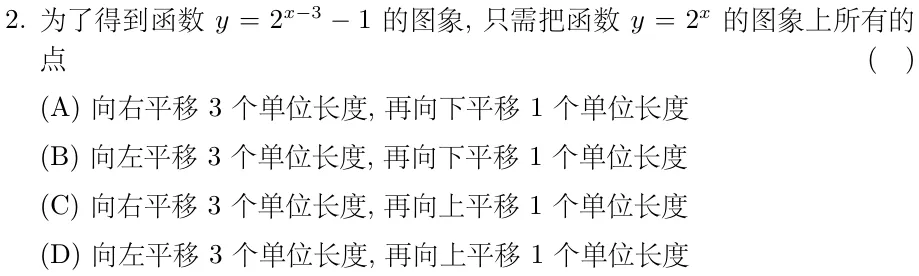 2. 为了得到函数 y = 2^{x−3} − 1 的图象, 只需把函数 y = 2^x 的图象上所有的
点 ( )
(A) 向右平移 3 个单位长度, 再向下平移 1 个单位长度
(B) 向左平移 3 个单位长度, 再向下平移 1 个单位长度
(C) 向右平移 3 个单位长度, 再向上平移 1 个单位长度
(D) 向左平移 3 个单位长度, 再向上平移 1 个单位长度